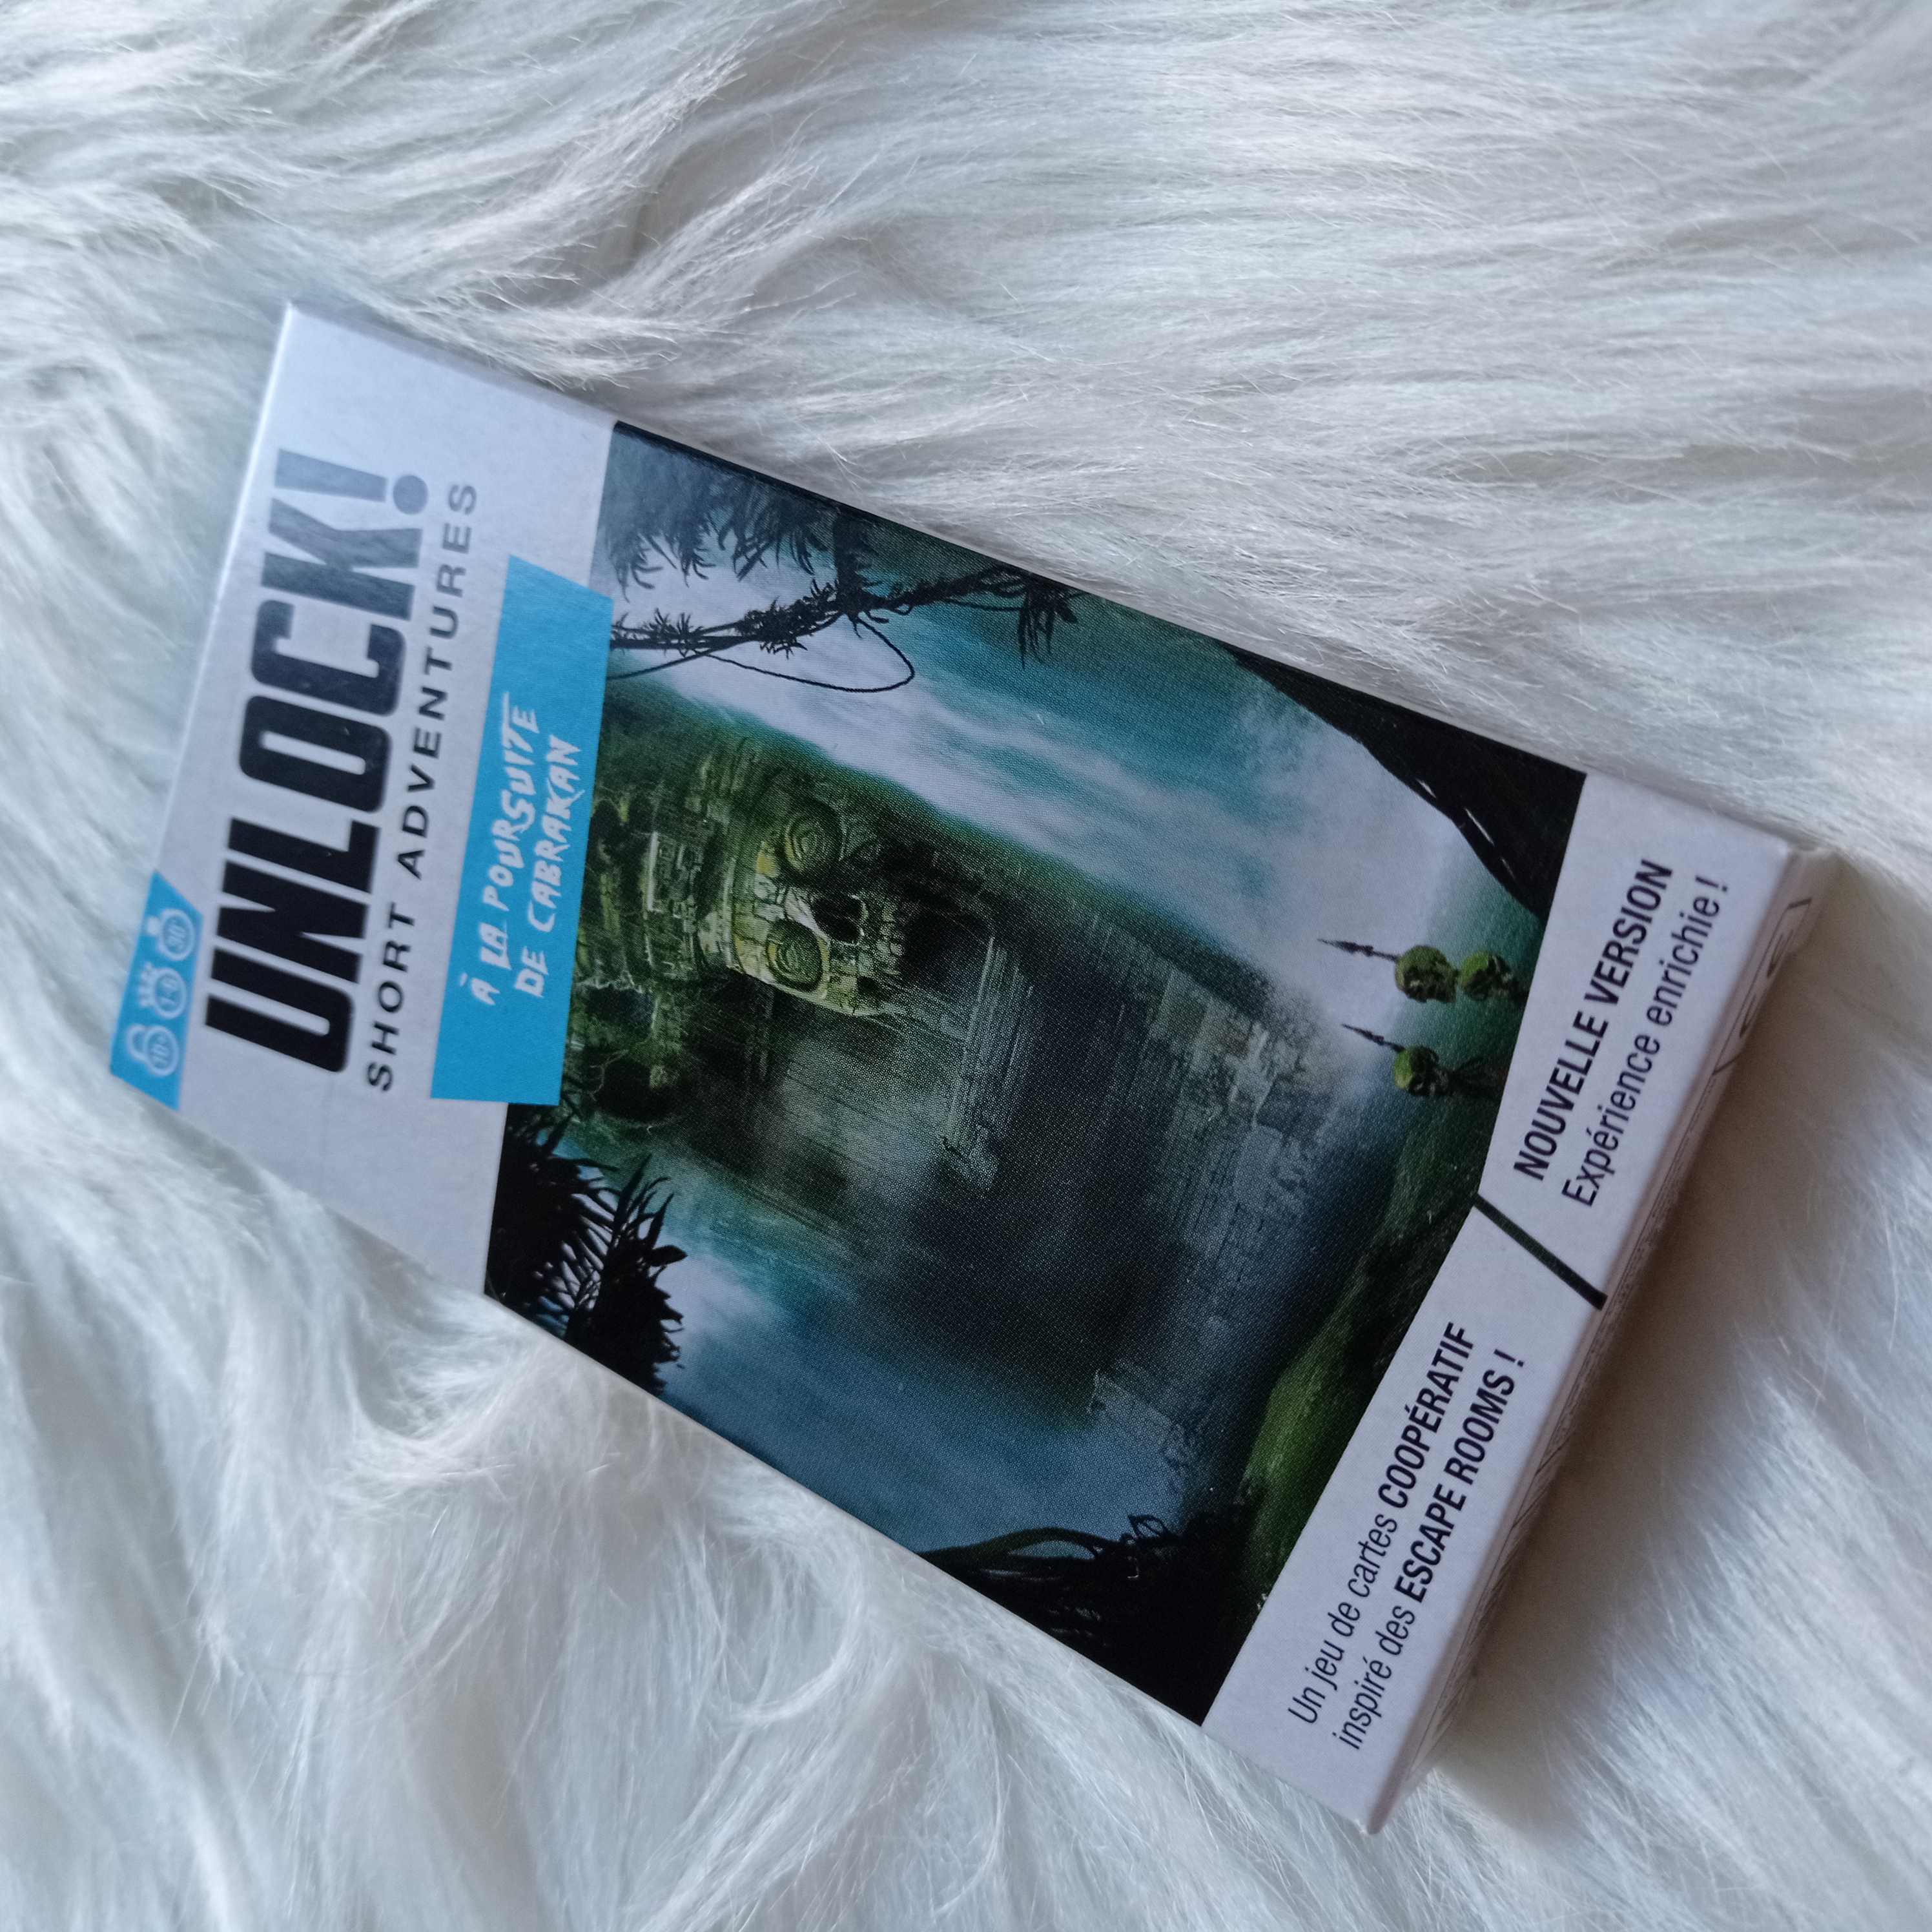 10+ 1-6 30'
UNLOCK!
SHORT ADVENTURES
À LA POURSUITE
DE CABRAKAN
Un jeu de cartes COOPÉRATIF
inspiré des ESCAPE ROOMS !
NOUVELLE VERSION
Expérience enrichie !